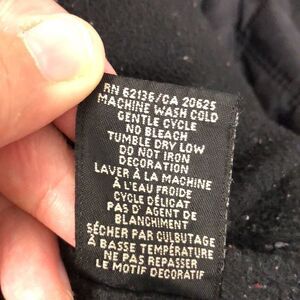 RN 62136/CA 20625
MACHINE WASH COLD
GENTLE CYCLE
NO BLEACH
TUMBLE DRY LOW
DO NOT IRON
DECORATION
LAVER À LA MACHINE
À L'EAU FROIDE
CYCLE DÉLICAT
PAS D' AGENT DE
BLANCHIMENT
SÉCHER PAR CULBUTAGE
À BASSE TEMPÉRATURE
NE PAS REPASSER
LE MOTIF DECORATIF